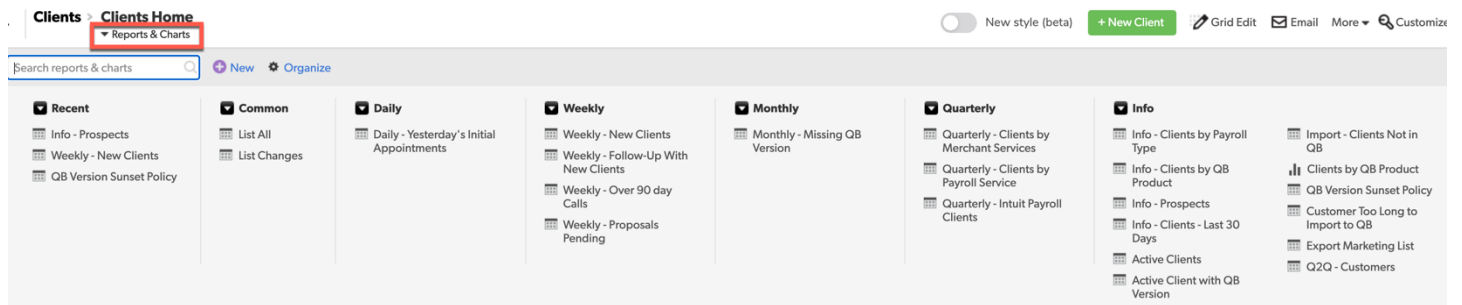 Clients > Clients Home
Reports & Charts
New style (beta)
+ New Client
Grid Edit
Email
More
Customize
Search reports & charts
New
Organize
Recent
Info - Prospects
Weekly - New Clients
QB Version Sunset Policy
Common
List All
List Changes
Daily
Daily - Yesterday's Initial
Appointments
Weekly
Weekly - New Clients
Weekly - Follow-Up With
New Clients
Weekly - Over 90 day
Calls
Weekly - Proposals
Pending
Monthly
Monthly - Missing QB
Version
Quarterly
Quarterly - Clients by
Merchant Services
Quarterly - Clients by
Payroll Service
Quarterly - Intuit Payroll
Clients
Info
Info - Clients by Payroll
Type
Info - Clients by QB
Product
Info - Prospects
Info - Clients - Last 30
Days
Active Clients
Active Client with QB
Version
Import - Clients Not in
QB
Clients by QB Product
QB Version Sunset Policy
Customer Too Long to
Import to QB
Export Marketing List
Q2Q - Customers